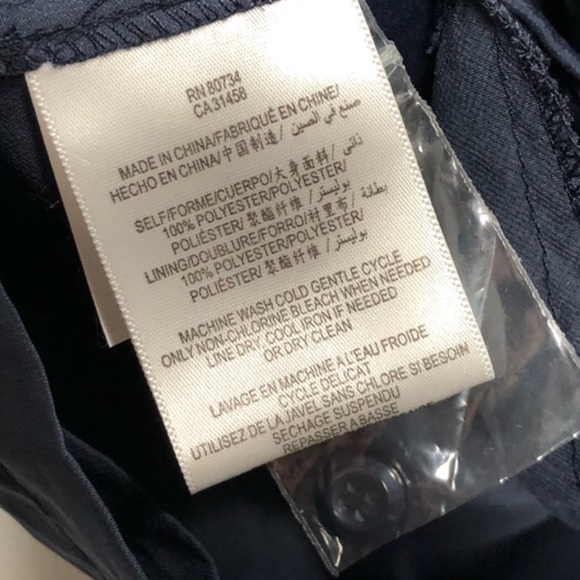 RN 80734
CA 31458
MADE IN CHINA/FABRIQUÉ EN CHINE/
HECHO EN CHINA/中国制造/ صنع في الصين/
SELF/FORME/CUERPO/大身面料/ ذاتي/
100% POLYESTER/POLYESTER/
POLIÉSTER/ 聚酯纤维 / بوليستر/
LINING/DOUBLURE/FORRO/衬里布/ بطانة/
100% POLYESTER/POLYESTER/
POLIÉSTER/ 聚酯纤维 / بوليستر/
MACHINE WASH COLD GENTLE CYCLE
ONLY NON-CHLORINE BLEACH WHEN NEEDED
LINE DRY. COOL IRON IF NEEDED
OR DRY CLEAN
LAVAGE EN MACHINE A L'EAU FROIDE
CYCLE DELICAT
UTILISEZ DE LA JAVEL SANS CHLORE SI BESOIN
SECHAGE SUSPENDU
REPASSER A BASSE